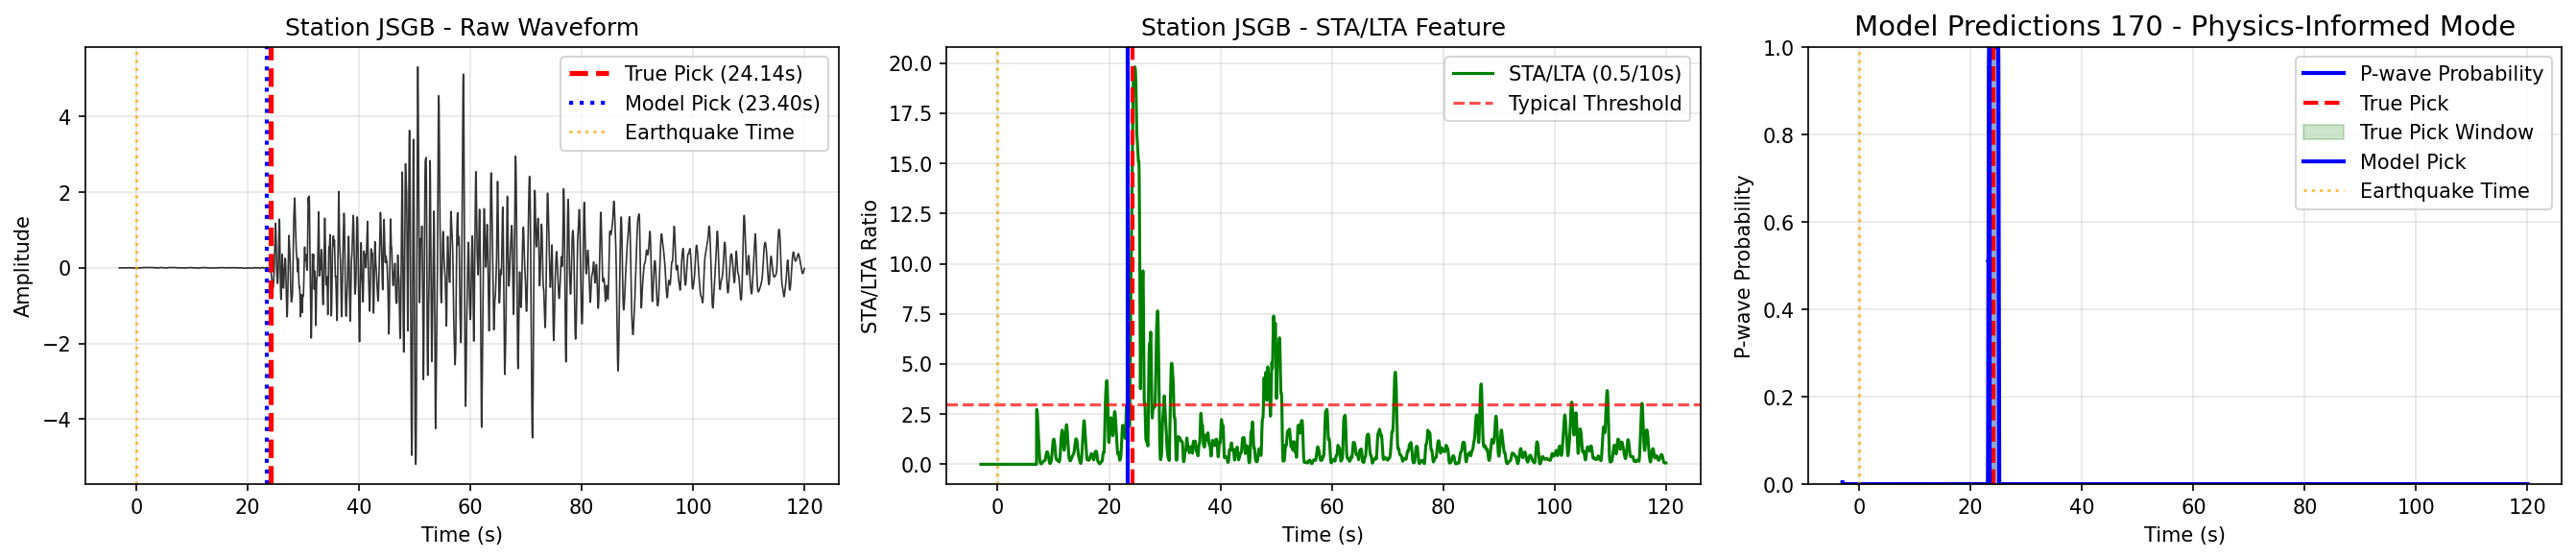 Station JSGB - Raw Waveform
True Pick (24.14s)
Model Pick (23.40s)
Earthquake Time
Amplitude
4
2
0
−2
−4
0
20
40
60
80
100
120
Time (s)
Station JSGB - STA/LTA Feature
STA/LTA (0.5/10s)
Typical Threshold
STA/LTA Ratio
20.0
17.5
15.0
12.5
10.0
7.5
5.0
2.5
0.0
0
20
40
60
80
100
120
Time (s)
Model Predictions 170 - Physics-Informed Mode
P-wave Probability
True Pick
True Pick Window
Model Pick
Earthquake Time
P-wave Probability
1.0
0.8
0.6
0.4
0.2
0.0
0
20
40
60
80
100
120
Time (s)